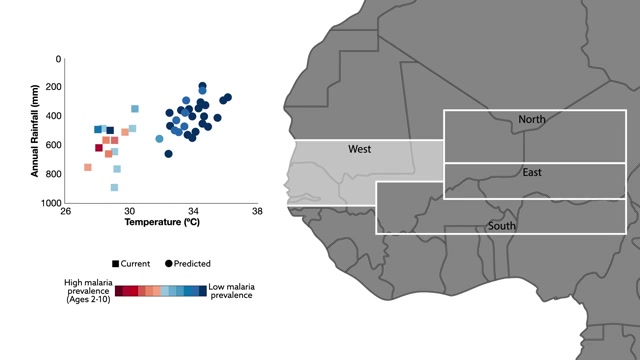 0
200
400
600
800
1000
Annual Rainfall (mm)
26
30
34
38
Temperature (ºC)
Current
Predicted
High malaria
prevalence
(Ages 2-10)
Low malaria
prevalence
North
West
East
South